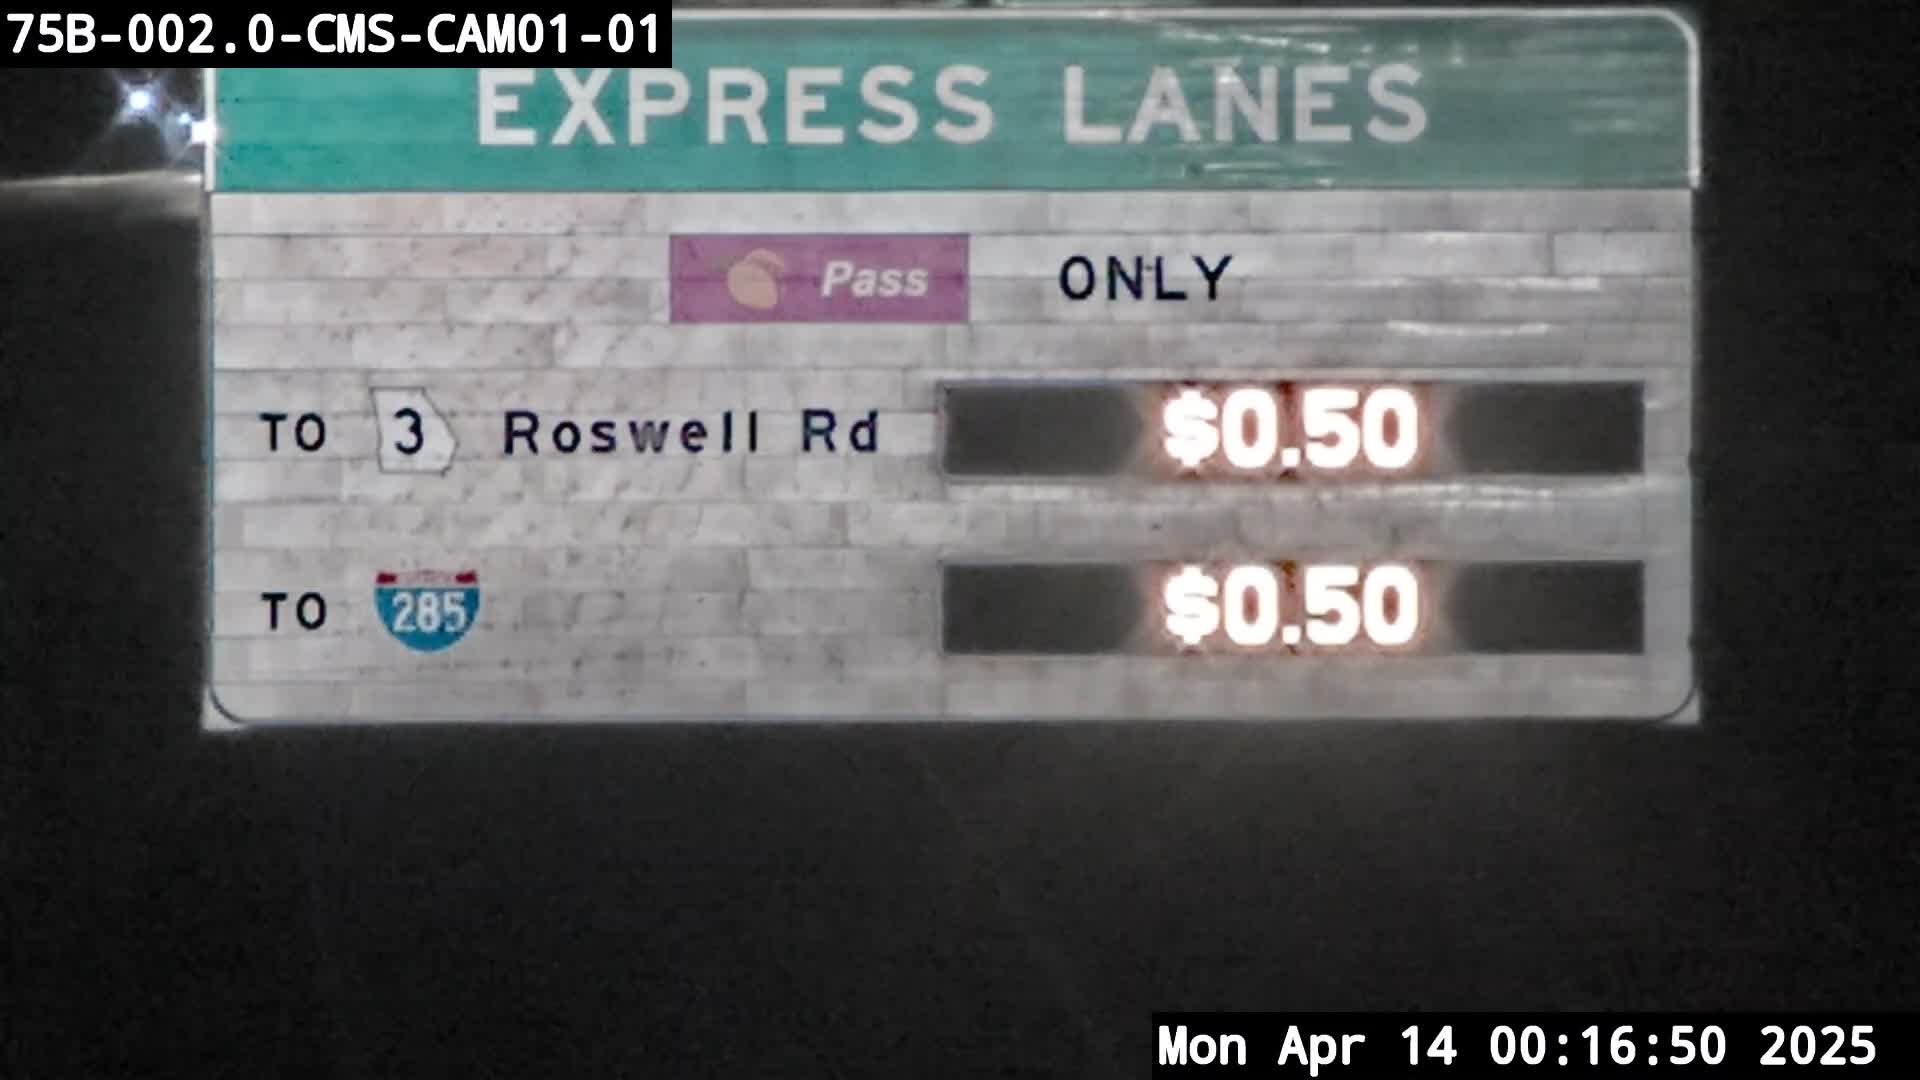 75B-002.0-CMS-CAM01-01
EXPRESS LANES
Pass ONLY
TO 3 Roswell Rd $0.50
TO 285 $0.50
Mon Apr 14 00:16:50 2025